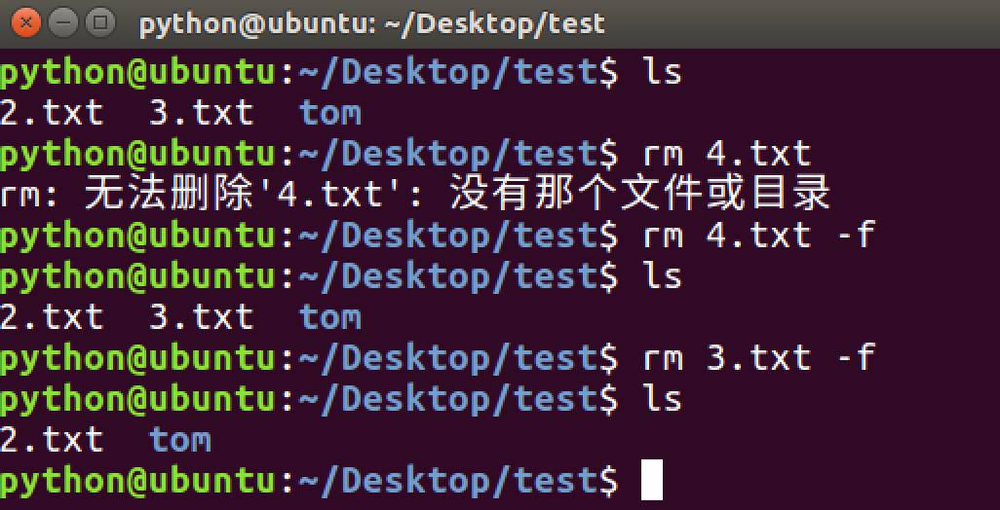 python@ubuntu: ~/Desktop/test
python@ubuntu:~/Desktop/test$ ls
2.txt  3.txt  tom
python@ubuntu:~/Desktop/test$ rm 4.txt
rm: 无法删除'4.txt': 没有那个文件或目录
python@ubuntu:~/Desktop/test$ rm 4.txt -f
python@ubuntu:~/Desktop/test$ ls
2.txt  3.txt  tom
python@ubuntu:~/Desktop/test$ rm 3.txt -f
python@ubuntu:~/Desktop/test$ ls
2.txt  tom
python@ubuntu:~/Desktop/test$